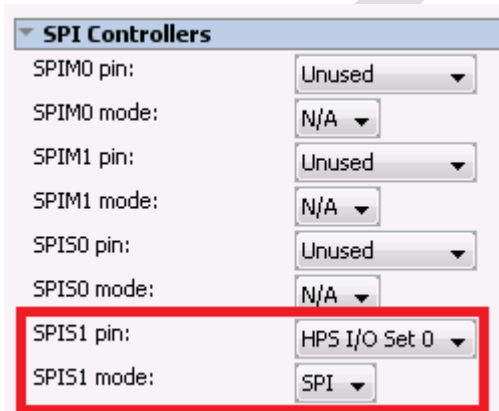 SPI Controllers
SPIM0 pin: Unused
SPIM0 mode: N/A
SPIM1 pin: Unused
SPIM1 mode: N/A
SPIS0 pin: Unused
SPIS0 mode: N/A
SPIS1 pin: HPS I/O Set 0
SPIS1 mode: SPI